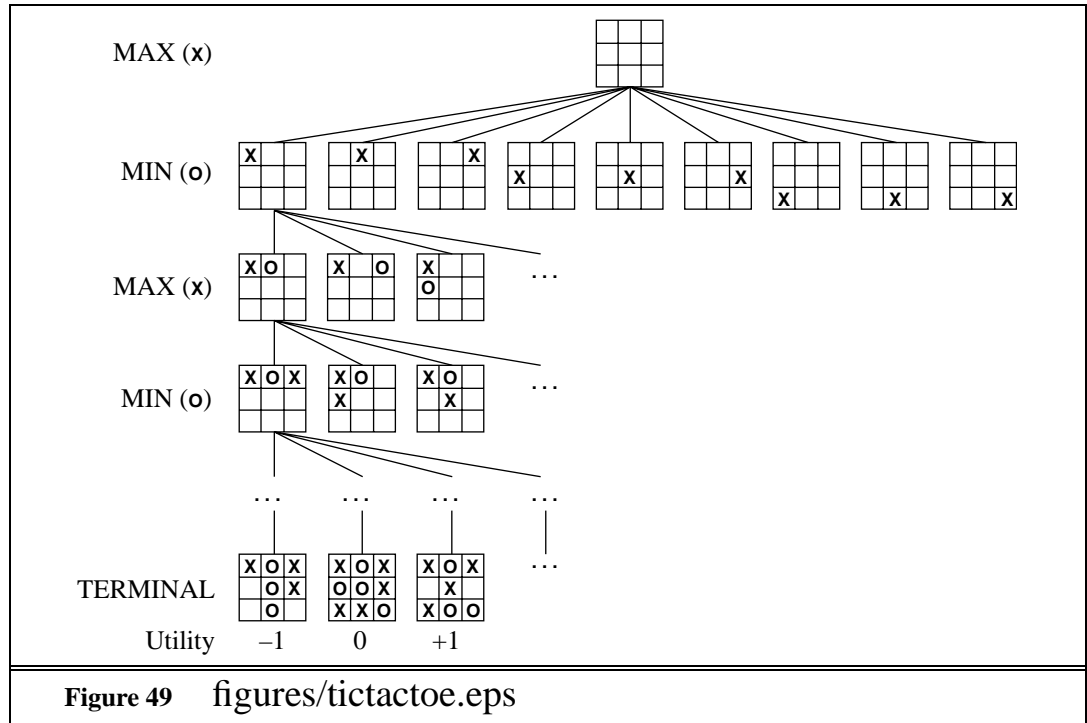 MAX (X)
X X X X X X X X X
MIN (O)
X O X O X
O
...
MAX (X)
X O X X O X O
X X
...
MIN (O)
... ... ... ...
X O X X O X X O X
O X O O X X
O X X O X O O
...
TERMINAL
Utility –1 0 +1
Figure 49 figures/tictactoe.eps